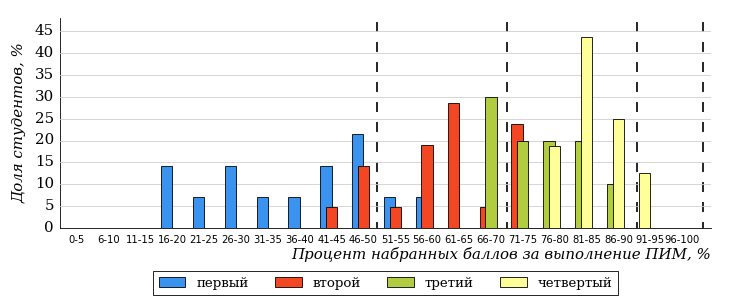 Доля студентов, %
45
40
35
30
25
20
15
10
5
0
0-5 6-10 11-15 16-20 21-25 26-30 31-35 36-40 41-45 46-50 51-55 56-60 61-65 66-70 71-75 76-80 81-85 86-90 91-95 96-100
Процент набранных баллов за выполнение ПИМ, %
первый второй третий четвертый